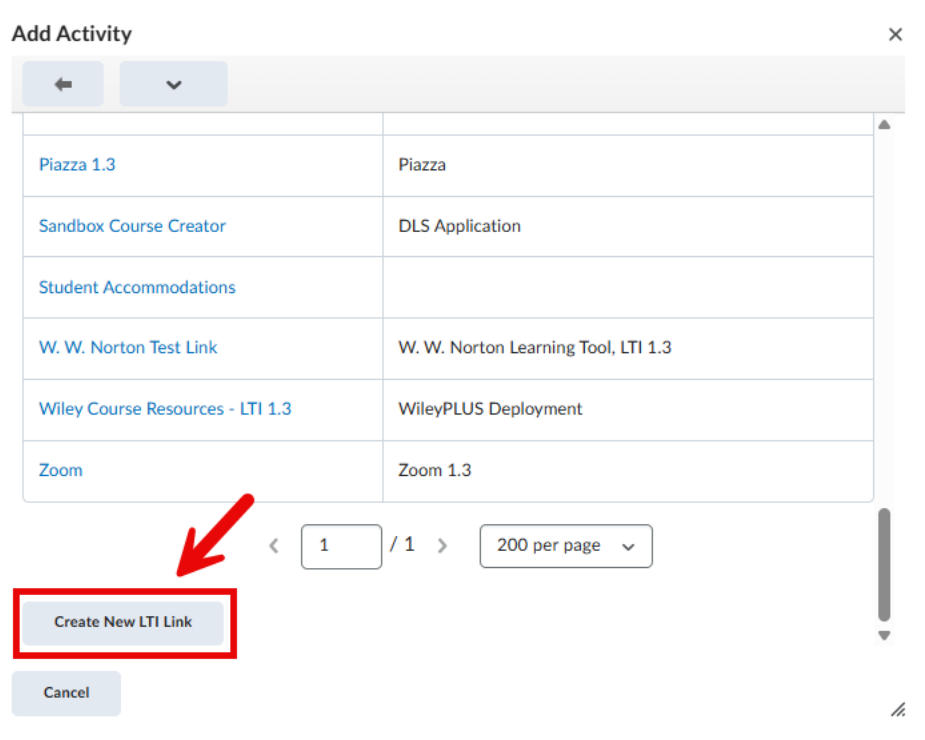 Add Activity
Piazza 1.3 Piazza
Sandbox Course Creator DLS Application
Student Accommodations
W. W. Norton Test Link W. W. Norton Learning Tool, LTI 1.3
Wiley Course Resources - LTI 1.3 WileyPLUS Deployment
Zoom Zoom 1.3
1 / 1 200 per page
Create New LTI Link
Cancel